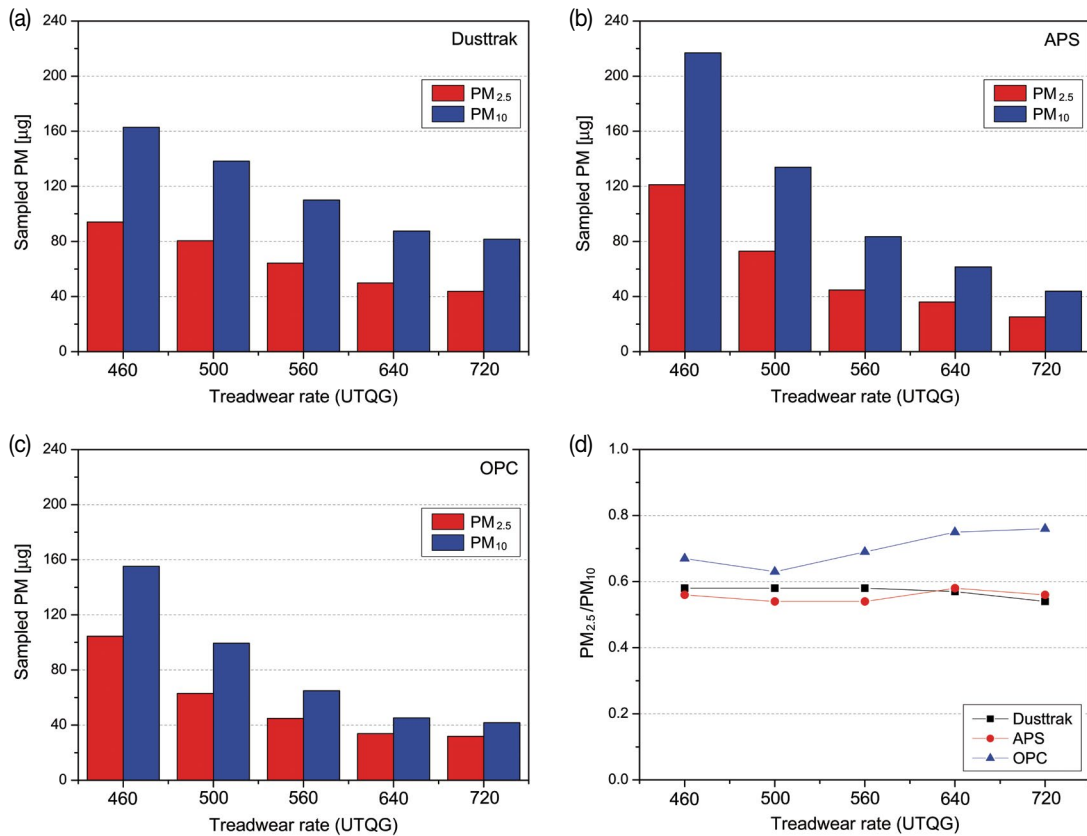 (a)
Dusttrak
240
200
160
120
80
40
0
Sampled PM [µg]
PM2.5
PM10
460 500 560 640 720
Treadwear rate (UTQG)
(b)
APS
240
200
160
120
80
40
0
Sampled PM [µg]
PM2.5
PM10
460 500 560 640 720
Treadwear rate (UTQG)
(c)
OPC
240
200
160
120
80
40
0
Sampled PM [µg]
PM2.5
PM10
460 500 560 640 720
Treadwear rate (UTQG)
(d)
1.0
0.8
0.6
0.4
0.2
0.0
PM2.5/PM10
Dusttrak
APS
OPC
460 500 560 640 720
Treadwear rate (UTQG)